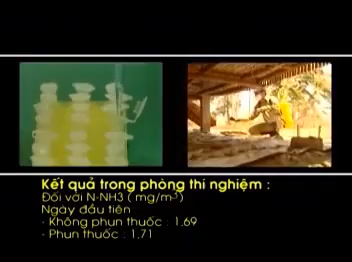 Kết quả trong phòng thí nghiệm :
Đối với N-NH3 ( mg/m³ )
Ngày đầu tiên
- Không phun thuốc : 1,69
- Phun thuốc : 1,71